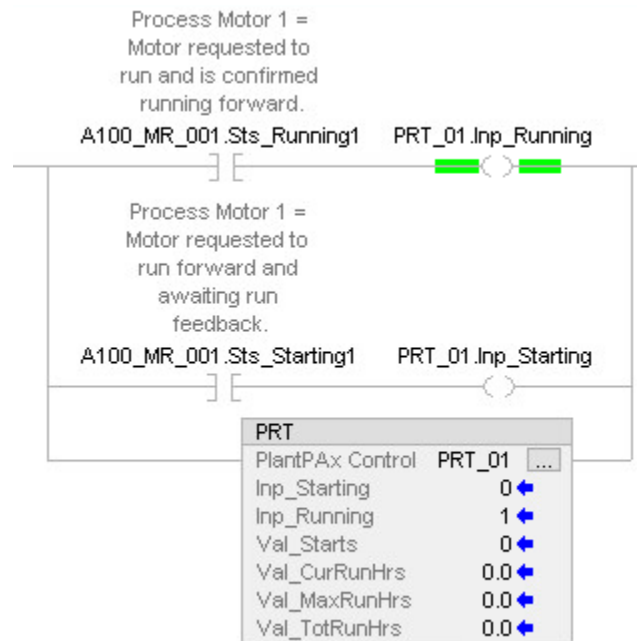 Process Motor 1 =
Motor requested to
run and is confirmed
running forward.
A100_MR_001.Sts_Running1 PRT_01.Inp_Running
Process Motor 1 =
Motor requested to
run forward and
awaiting run
feedback.
A100_MR_001.Sts_Starting1 PRT_01.Inp_Starting
PRT
PlantPAx Control PRT_01 ...
Inp_Starting 0
Inp_Running 1
Val_Starts 0
Val_CurRunHrs 0.0
Val_MaxRunHrs 0.0
Val_TotRunHrs 0.0